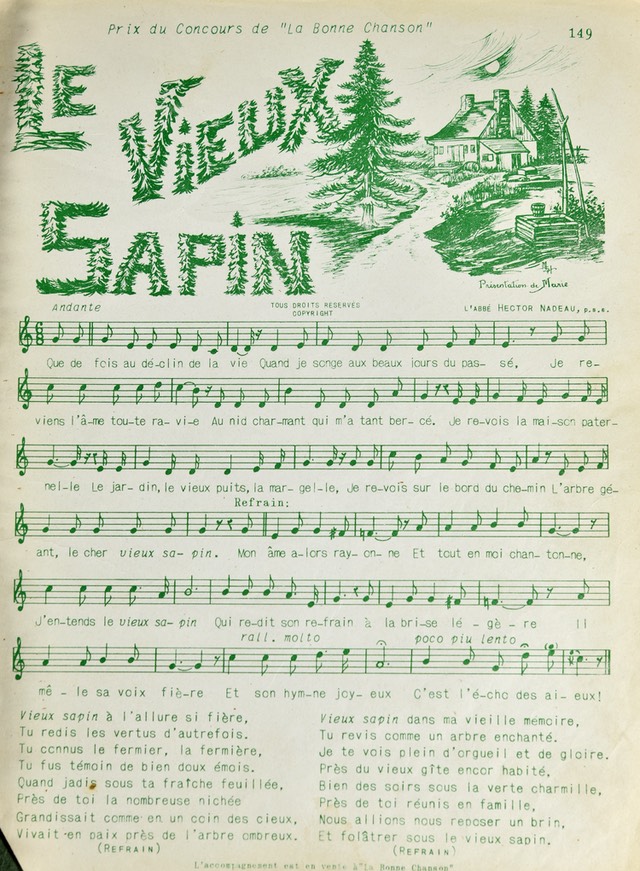 Prix du Concours de "La Bonne Chanson"
149
LE
VIEUX
SAPIN
Présentation de Marie
Andante
TOUS DROITS RESERVES
COPYRIGHT
L'ABBÉ HECTOR NADEAU, p.s.s.
Que de fois au dé-clin de la vie Quand je songe aux beaux jours du pas- sé, Je re-
viens l'â-me tou-te ra-vi-e Au nid char-mant qui m'a tant ber-cé. Je re-vois la mai-son pater-
nel-le Le jar-din, le vieux puits, la mar-gel-le, Je re-vois sur le bord du che-min L'arbre gé-
Refrain:
ant, le cher vieux sa-pin. Mon âme a-lors ray-on-ne Et tout en moi chan-ton-ne,
J'en-tends le vieux sa-pin Qui re-dit son re-frain à la bri-se lé-gè-re Il
rall. molto poco piu lento
mê-le sa voix fiè-re Et son hym-ne joy-eux C'est l'é-cho des ai-eux!
Vieux sapin à l'allure si fière,
Tu redis les vertus d'autrefois.
Tu connus le fermier, la fermière,
Tu fus témoin de bien doux émois.
Quand jadis sous ta fraîche feuillée,
Près de toi la nombreuse nichée
Grandissait comme en un coin des cieux,
Vivait en paix près de l'arbre ombreux.
(REFRAIN)
Vieux sapin dans ma vieille mémoire,
Tu revis comme un arbre enchanté.
Je te vois plein d'orgueil et de gloire.
Près du vieux gîte encor habité,
Bien des soirs sous la verte charmille,
Près de toi réunis en famille,
Nous allions nous reposer un brin,
Et folâtrer sous le vieux sapin.
(REFRAIN)
L'accompagnement est en vente à "la Bonne Chanson"